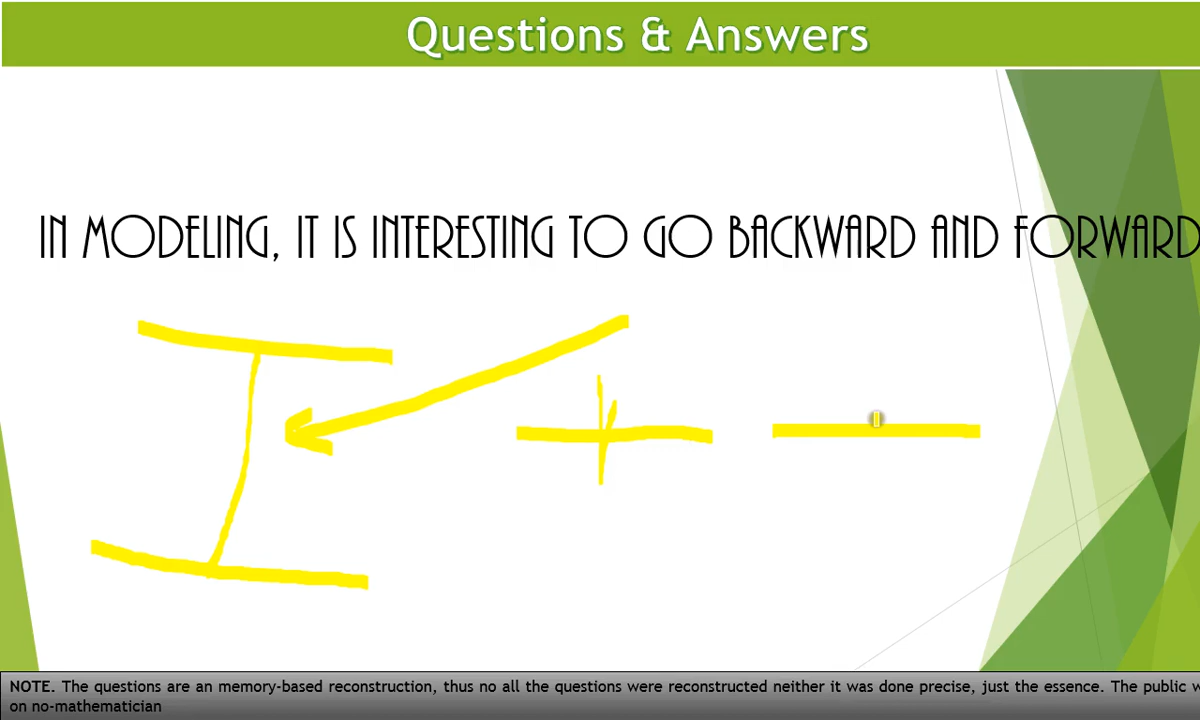 Questions & Answers
IN MODELING, IT IS INTERESTING TO GO BACKWARD AND FORWARD
NOTE. The questions are an memory-based reconstruction, thus no all the questions were reconstructed neither it was done precise, just the essence. The public
on no-mathematician